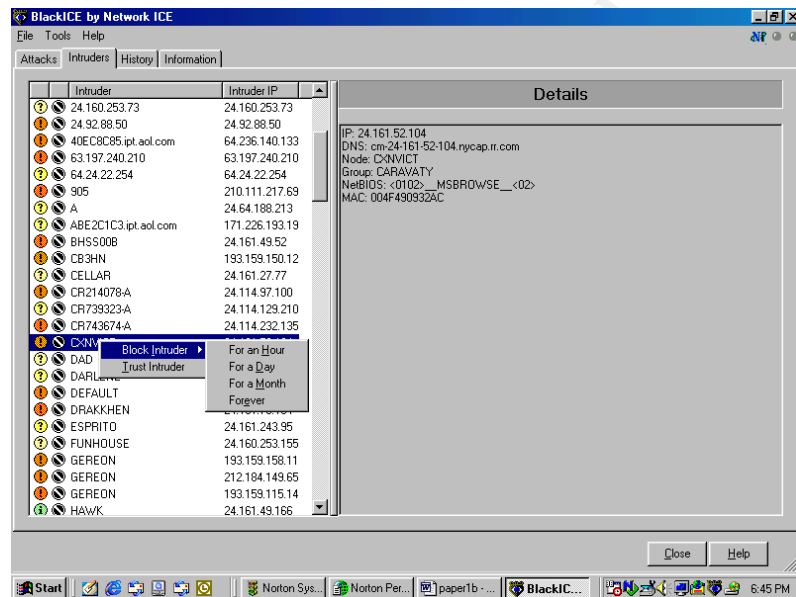 BlackICE by Network ICE
File Tools Help
Attacks Intruders History Information
Intruder Intruder IP
24.160.253.73 24.160.253.73
24.92.88.50 24.92.88.50
40EC8C85.ipt.aol.com 64.236.140.133
63.197.240.210 63.197.240.210
64.24.22.254 64.24.22.254
905 210.111.217.69
A 24.64.188.213
ABE2C1C3.ipt.aol.com 171.226.193.19
BHSS00B 24.161.49.52
CB3HN 193.159.150.12
CELLAR 24.161.27.77
CR214078-A 24.114.97.100
CR739323-A 24.114.129.210
CR743674-A 24.114.232.135
Block Intruder
Trust Intruder
For an Hour
For a Day
For a Month
Forever
DAD
DEFAULT
DRAKKHEN
ESPRITO 24.161.243.95
FUNHOUSE 24.160.253.155
GEREON 193.159.158.11
GEREON 212.184.149.65
GEREON 193.159.115.14
HAWK 24.161.49.166
Details
IP: 24.161.52.104
DNS: cm-24-161-52-104.nycap.rr.com
Node: CXNVICT
Group: CARAVATY
NetBIOS: <0102>__MSBROWSE__<02>
MAC: 004F490932AC
Close Help
Start Norton Sys... Norton Per... paper1b - ... BlackIC... 6:45 PM